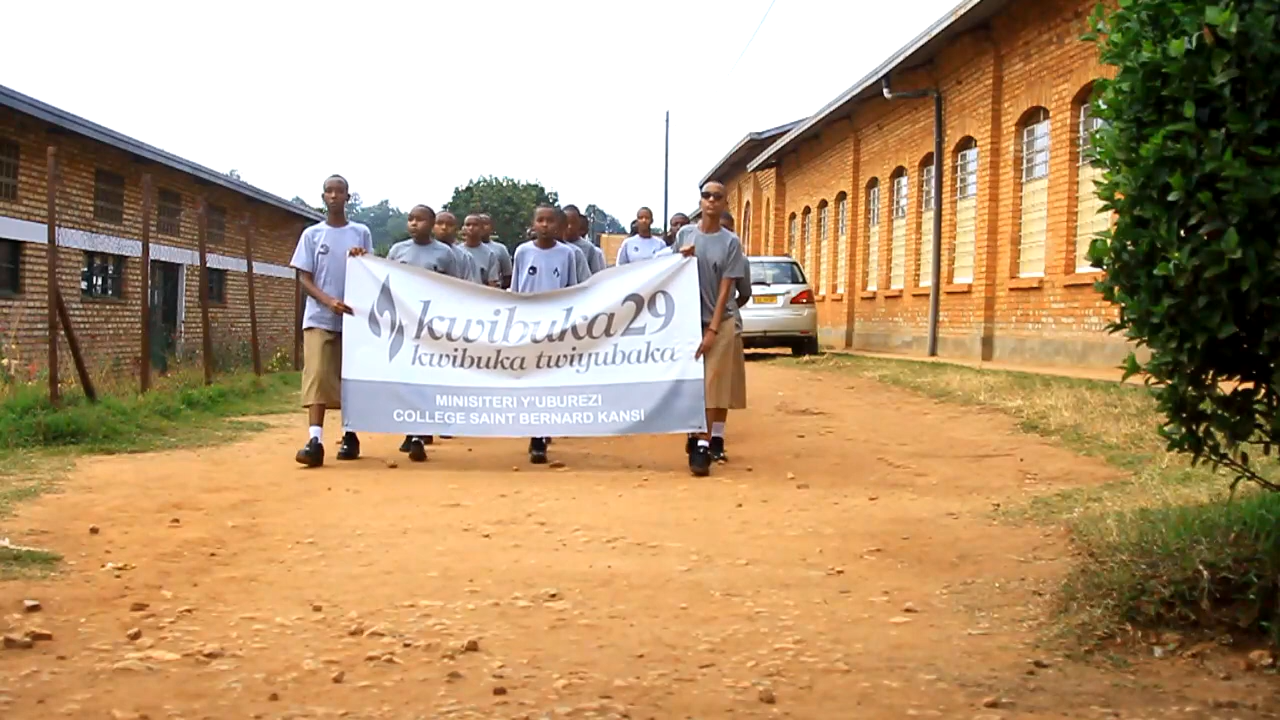 kwibuka29
kwibuka twiyubaka
MINISITERI Y'UBUREZI
COLLEGE SAINT BERNARD KANSI